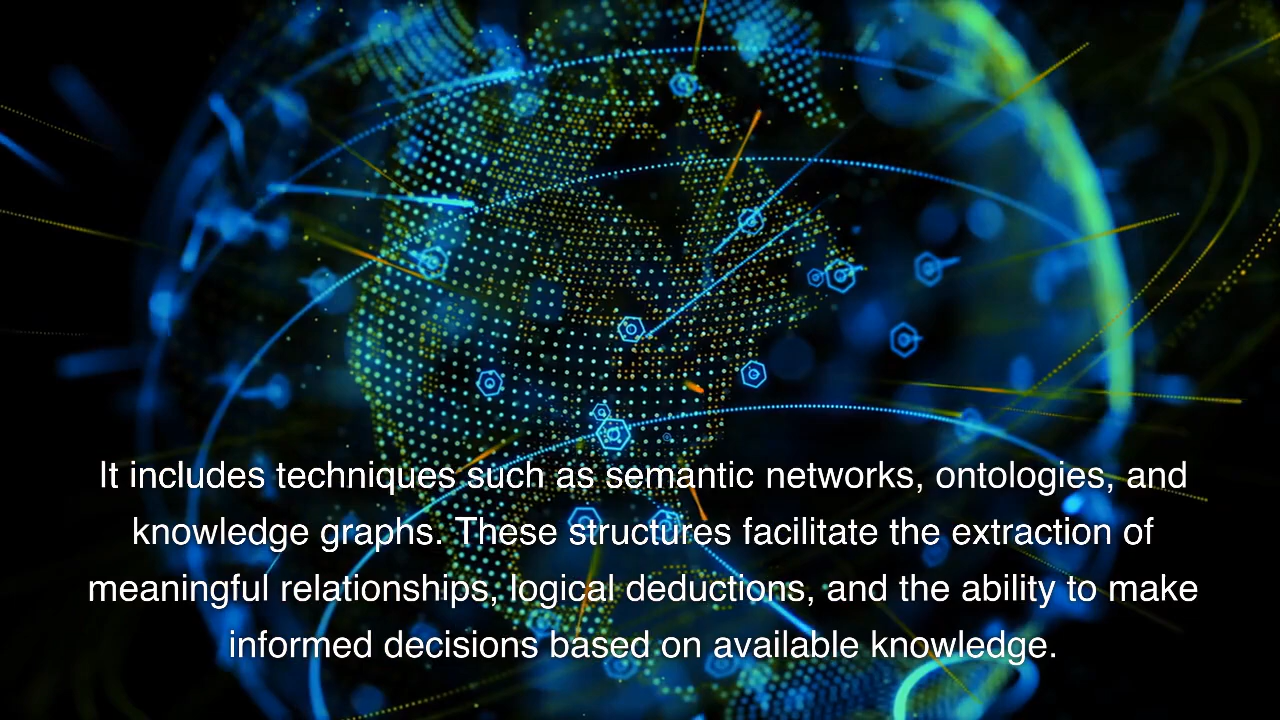 It includes techniques such as semantic networks, ontologies, and
knowledge graphs. These structures facilitate the extraction of
meaningful relationships, logical deductions, and the ability to make
informed decisions based on available knowledge.